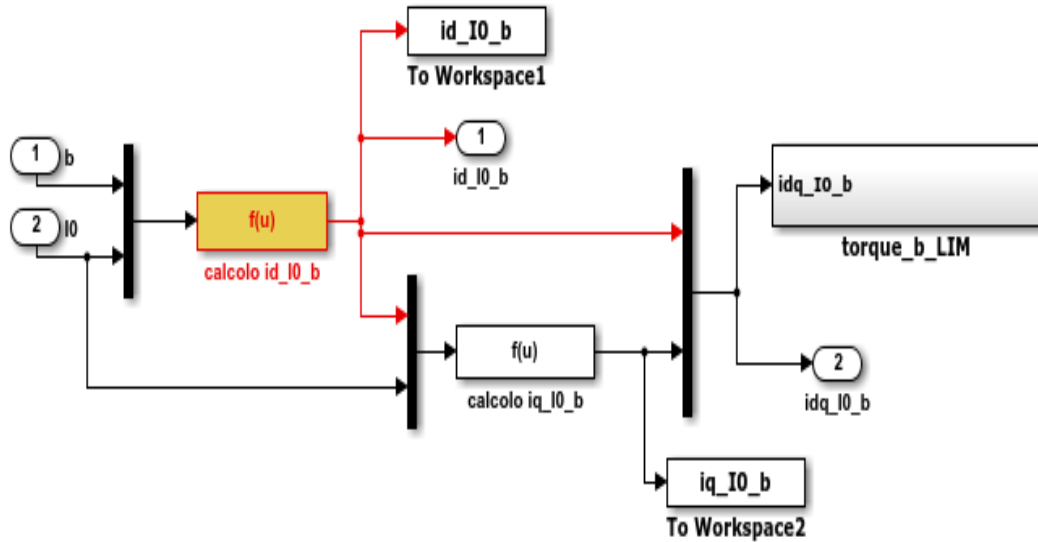 id_I0_b
To Workspace1
1
b
1
id_I0_b
idq_I0_b
f(u)
2
I0
torque_b_LIM
calcolo id_I0_b
f(u)
2
calcolo iq_I0_b
idq_I0_b
iq_I0_b
To Workspace2